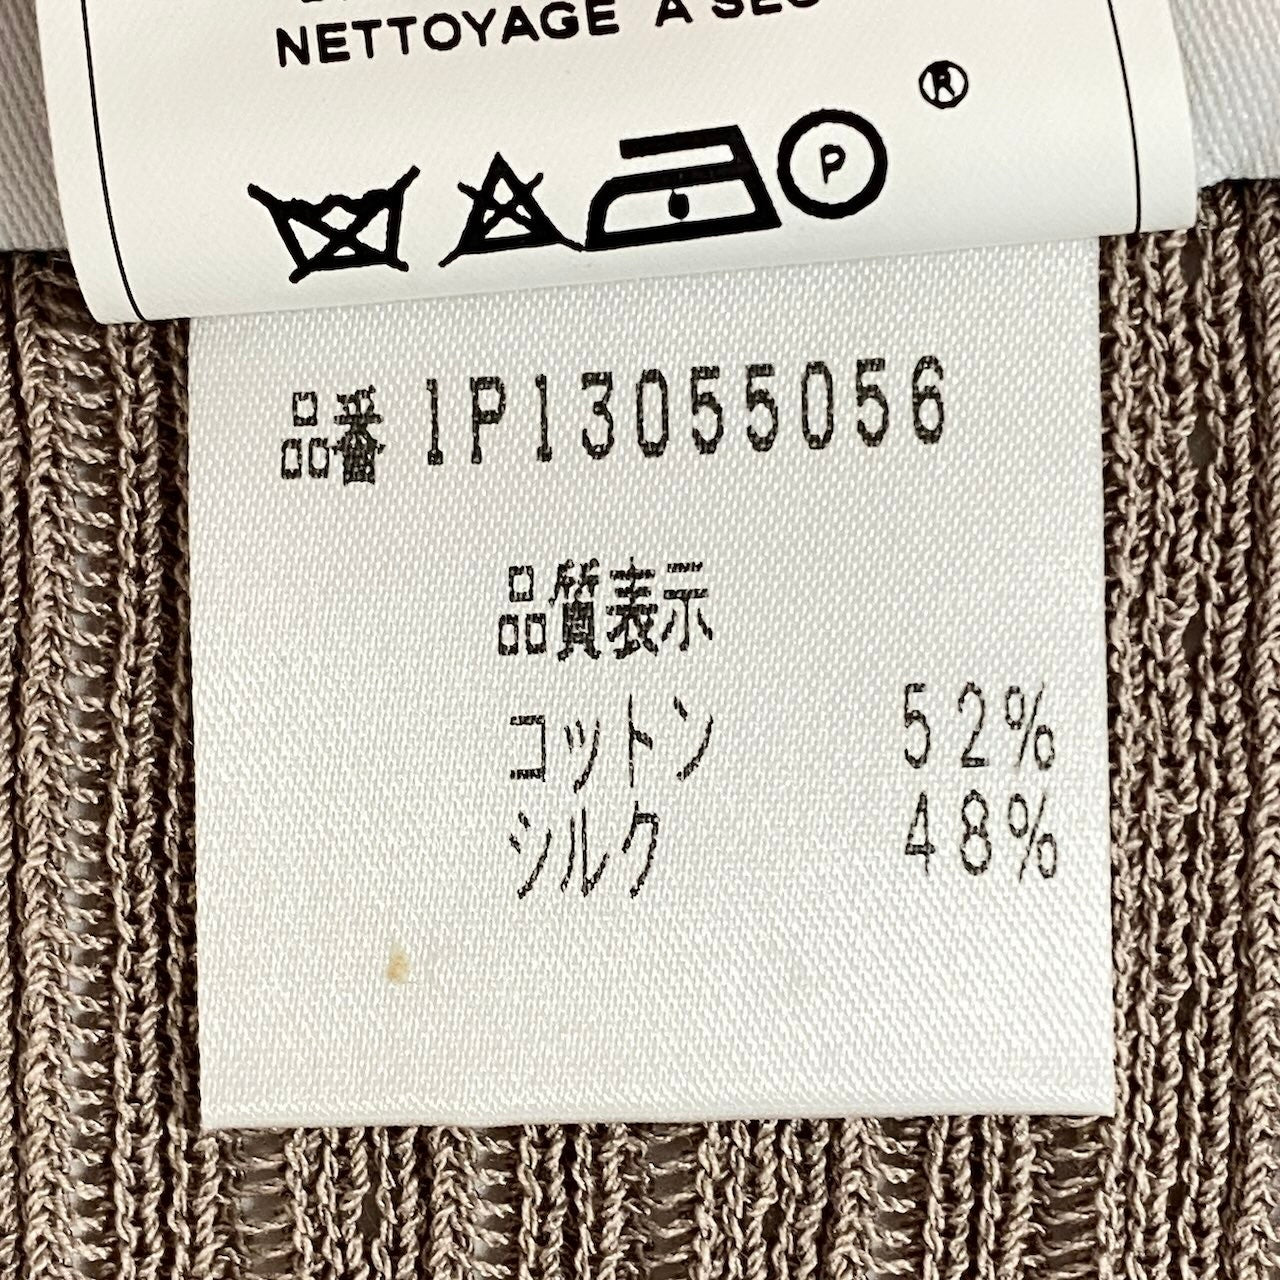 NETTOYAGE A SEC
®
P
品番 1P13055056
品質表示
コットン 52%
シルク 48%